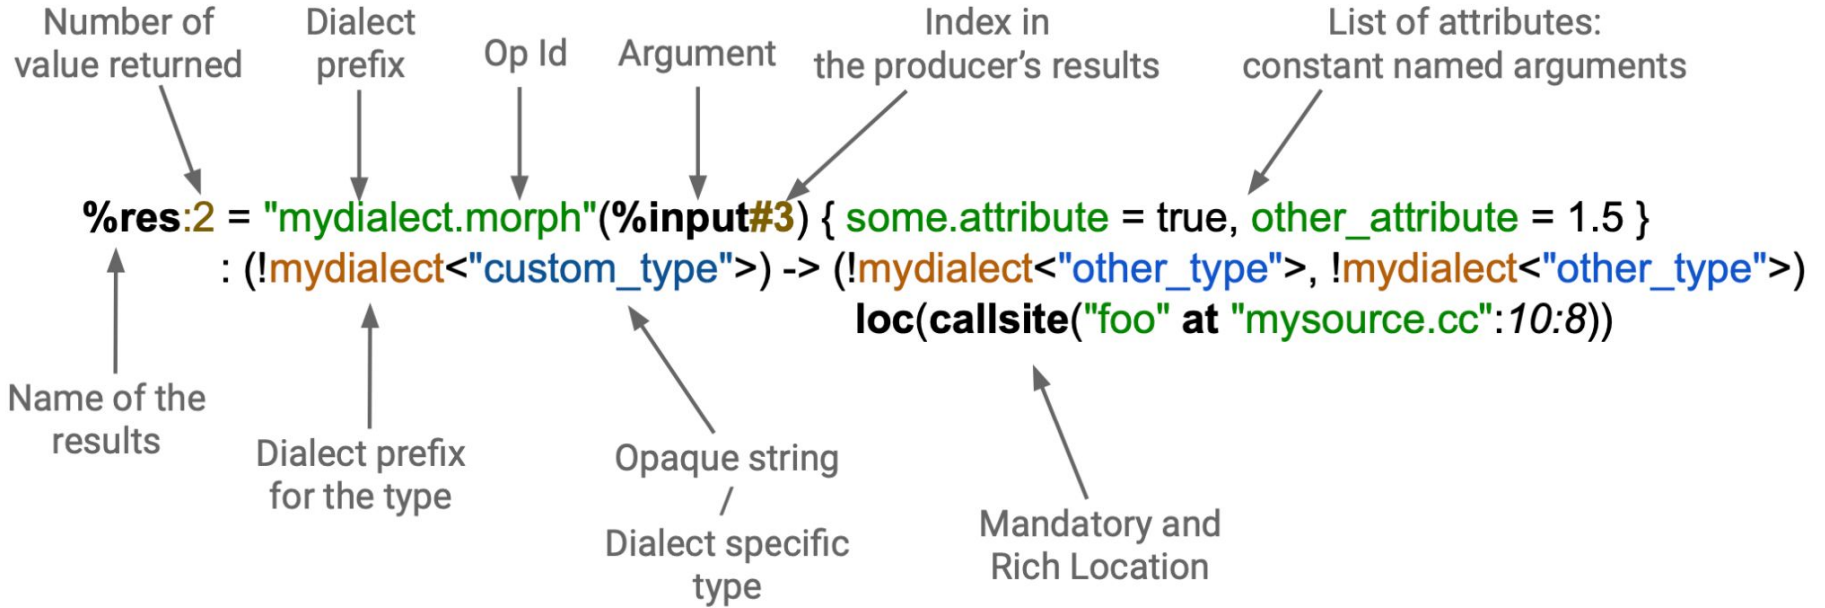 Number of
value returned
Dialect
prefix
Op Id
Argument
Index in
the producer's results
List of attributes:
constant named arguments
%res:2 = "mydialect.morph"(%input#3) { some.attribute = true, other_attribute = 1.5 }
: (!mydialect<"custom_type">) -> (!mydialect<"other_type">, !mydialect<"other_type">)
loc(callsite("foo" at "mysource.cc":10:8))
Name of the
results
Dialect prefix
for the type
Opaque string
/
Dialect specific
type
Mandatory and
Rich Location